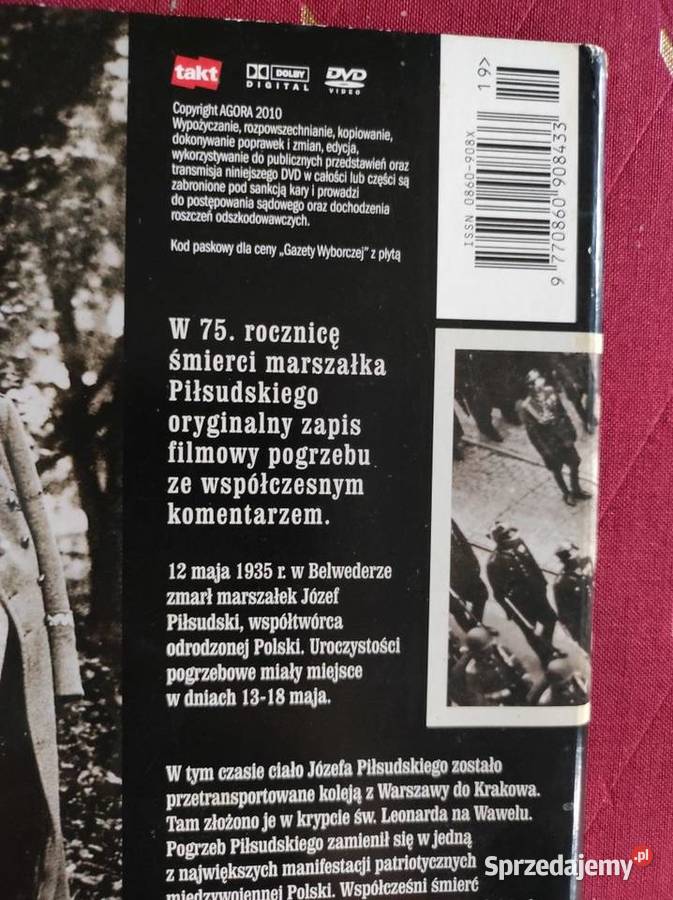 takt
DOLBY
DIGITAL
DVD
VIDEO
Copyright AGORA 2010
Wypożyczanie, rozpowszechnianie, kopiowanie,
dokonywanie poprawek i zmian, edycja,
wykorzystywanie do publicznych przedstawień oraz
transmisja niniejszego DVD w całości lub części są
zabronione pod sankcją kary i prowadzi
do postępowania sądowego oraz dochodzenia
roszczeń odszkodowawczych.
Kod paskowy dla ceny „Gazety Wyborczej” z płytą
19>
ISSN 0860-908X
9 770860 908433
W 75. rocznicę
śmierci marszałka
Piłsudskiego
oryginalny zapis
filmowy pogrzebu
ze współczesnym
komentarzem.
12 maja 1935 r. w Belwederze
zmarł marszałek Józef
Piłsudski, współtwórca
odrodzonej Polski. Uroczystości
pogrzebowe miały miejsce
w dniach 13-18 maja.
W tym czasie ciało Józefa Piłsudskiego zostało
przetransportowane koleją z Warszawy do Krakowa.
Tam złożono je w krypcie św. Leonarda na Wawelu.
Pogrzeb Piłsudskiego zamienił się w jedną
z największych manifestacji patriotycznych
międzywojennej Polski. Współcześni śmierć
Sprzedajemy.pl